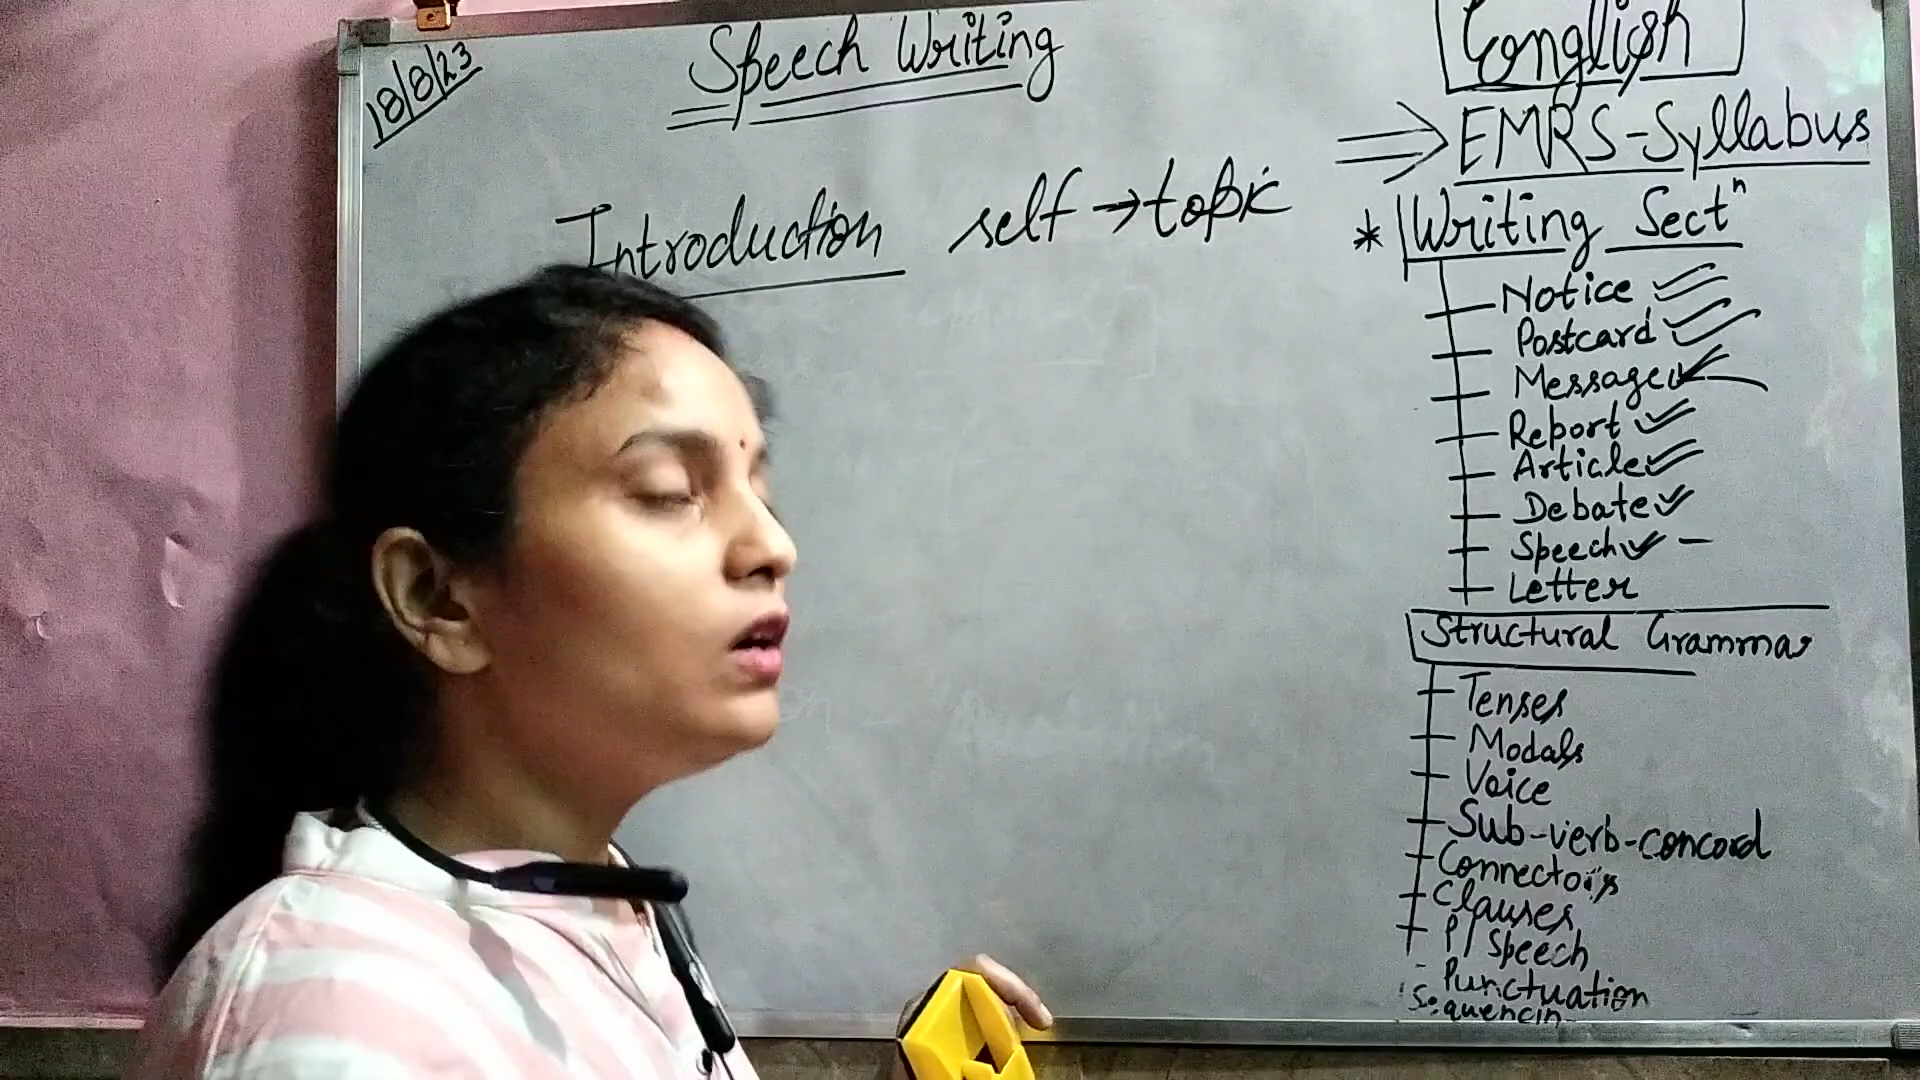 18/8/23
Speech Writing
Introduction self → topic
English
⇒ EMRS-Syllabus
* Writing Sectⁿ
Notice
Postcard
Message
Report
Article
Debate
Speech
Letter
Structural Grammar
Tenses
Modals
Voice
Sub-verb-concord
Connectors
Clauses
P/Speech
Punctuation